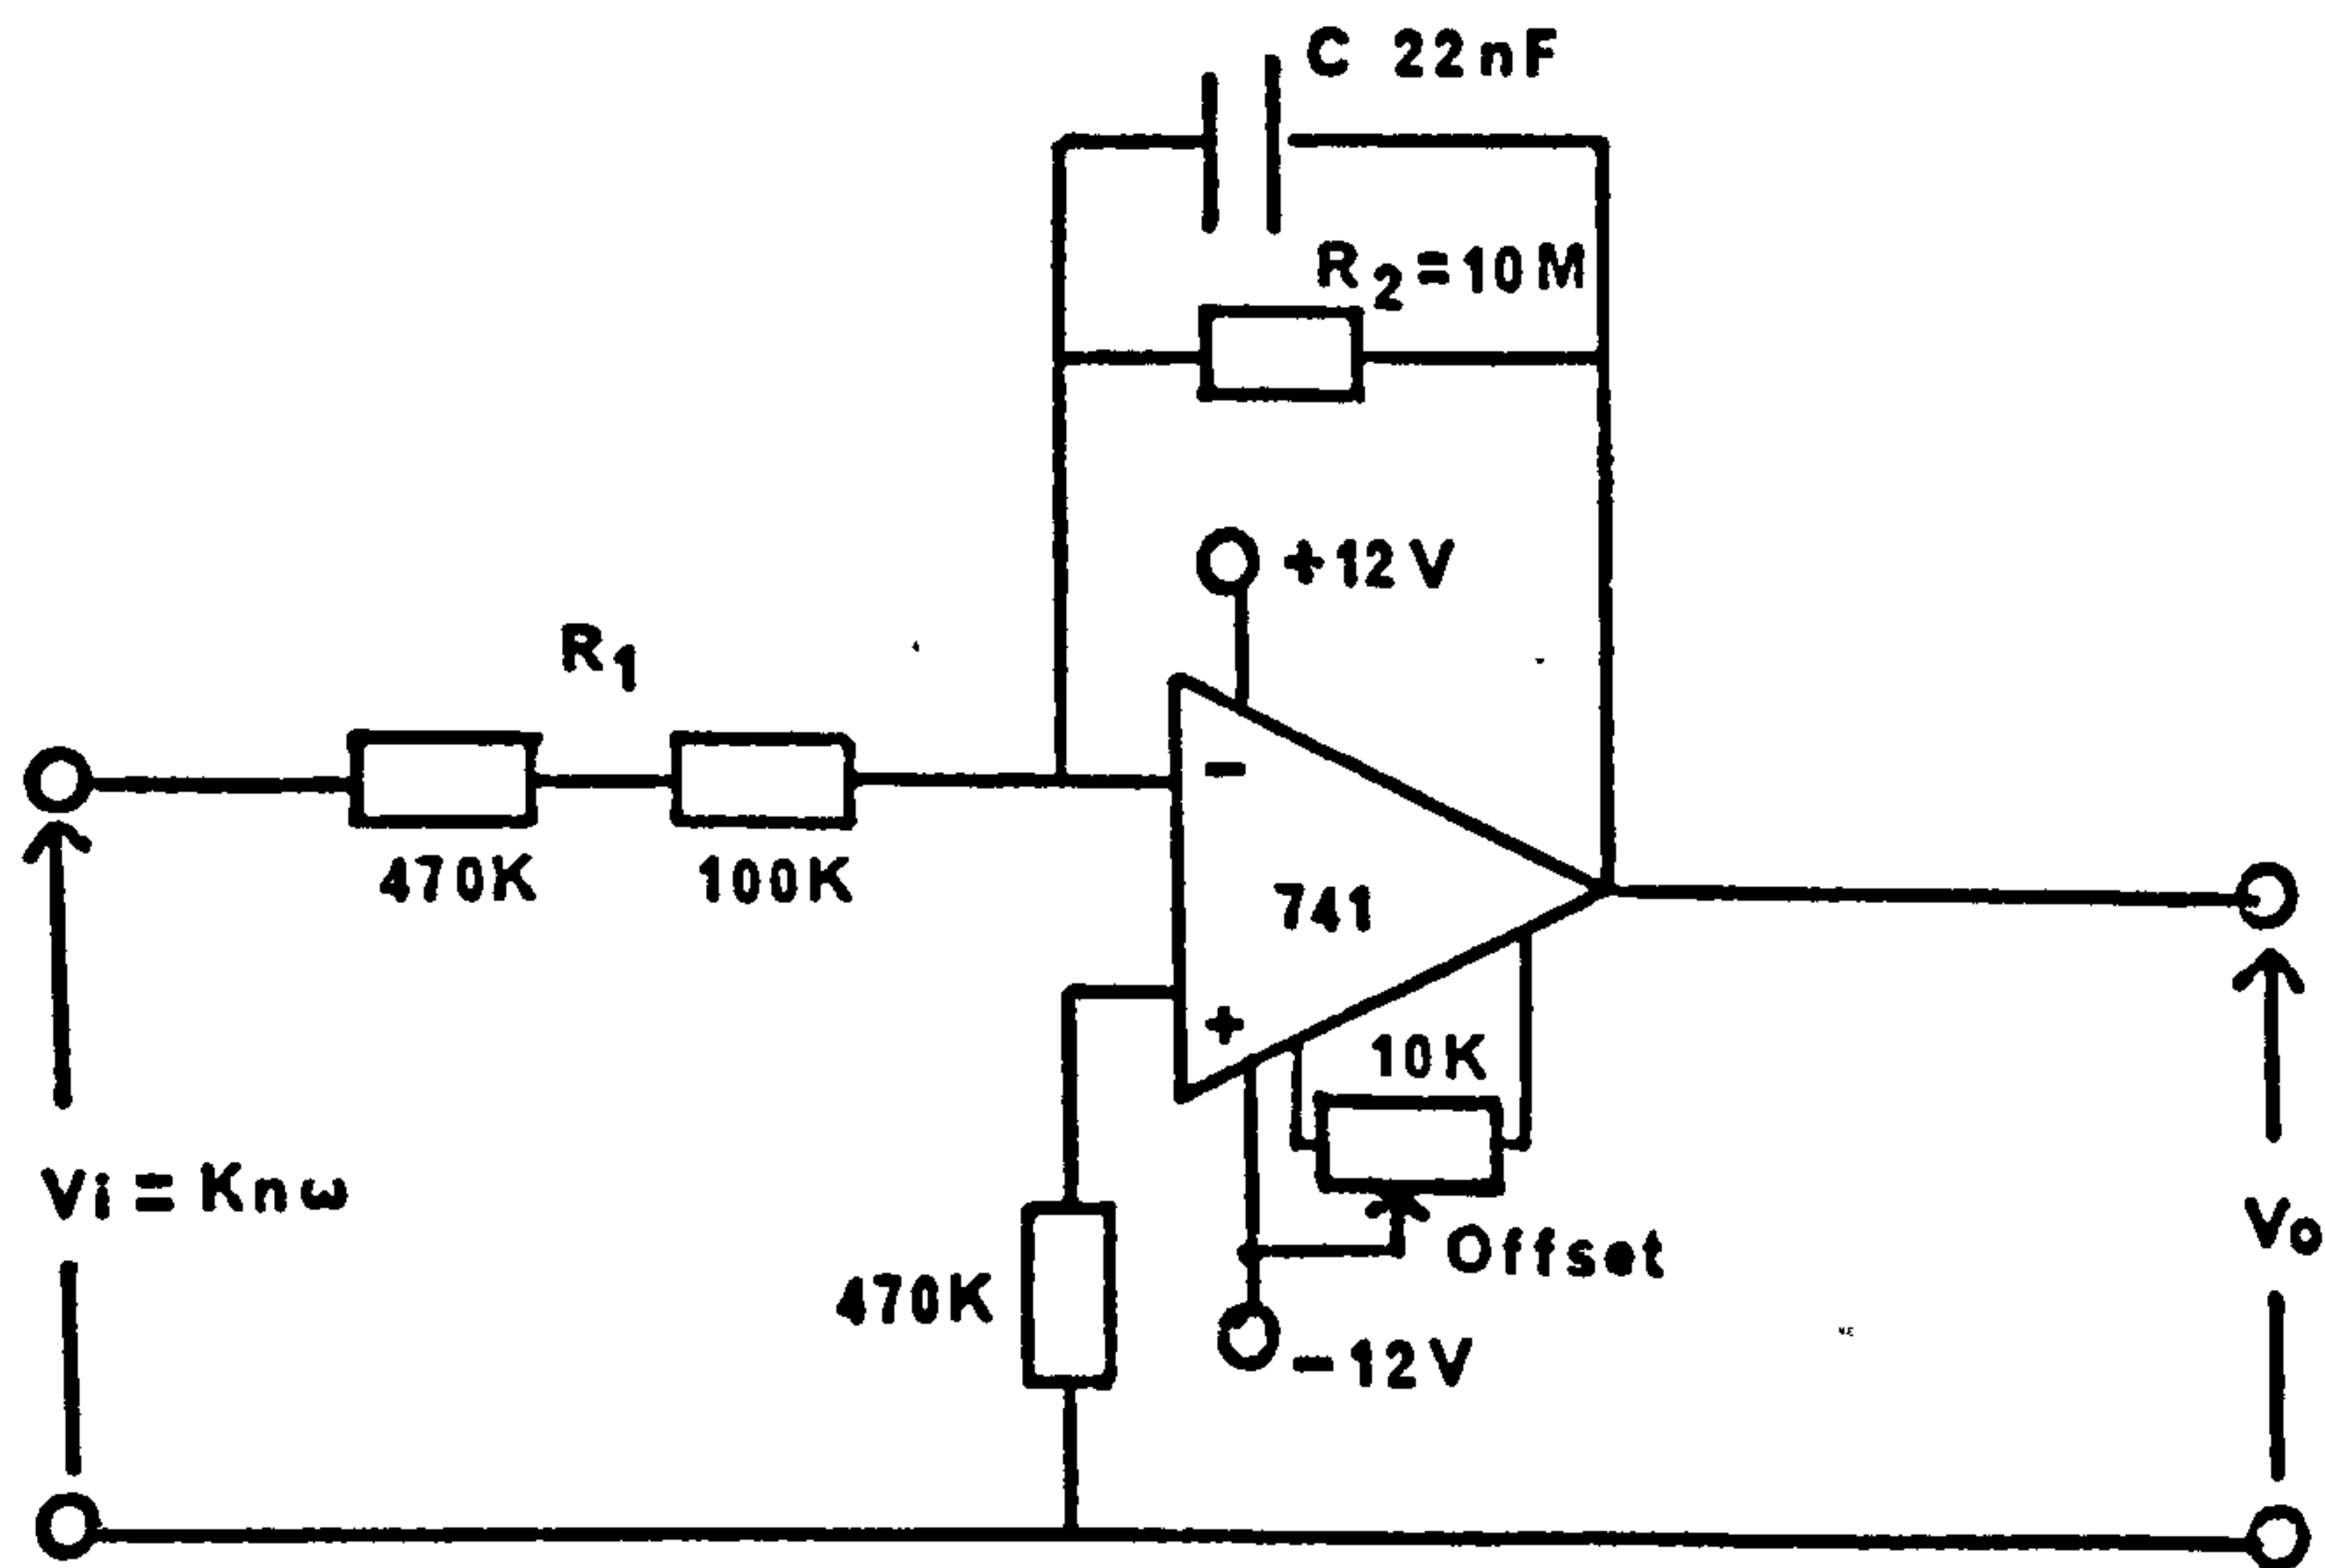 C 22nF
R2=10M
+12V
R1
-
470K
100K
741
+
10K
Vi = Knω
Offset
Vo
470K
-12V